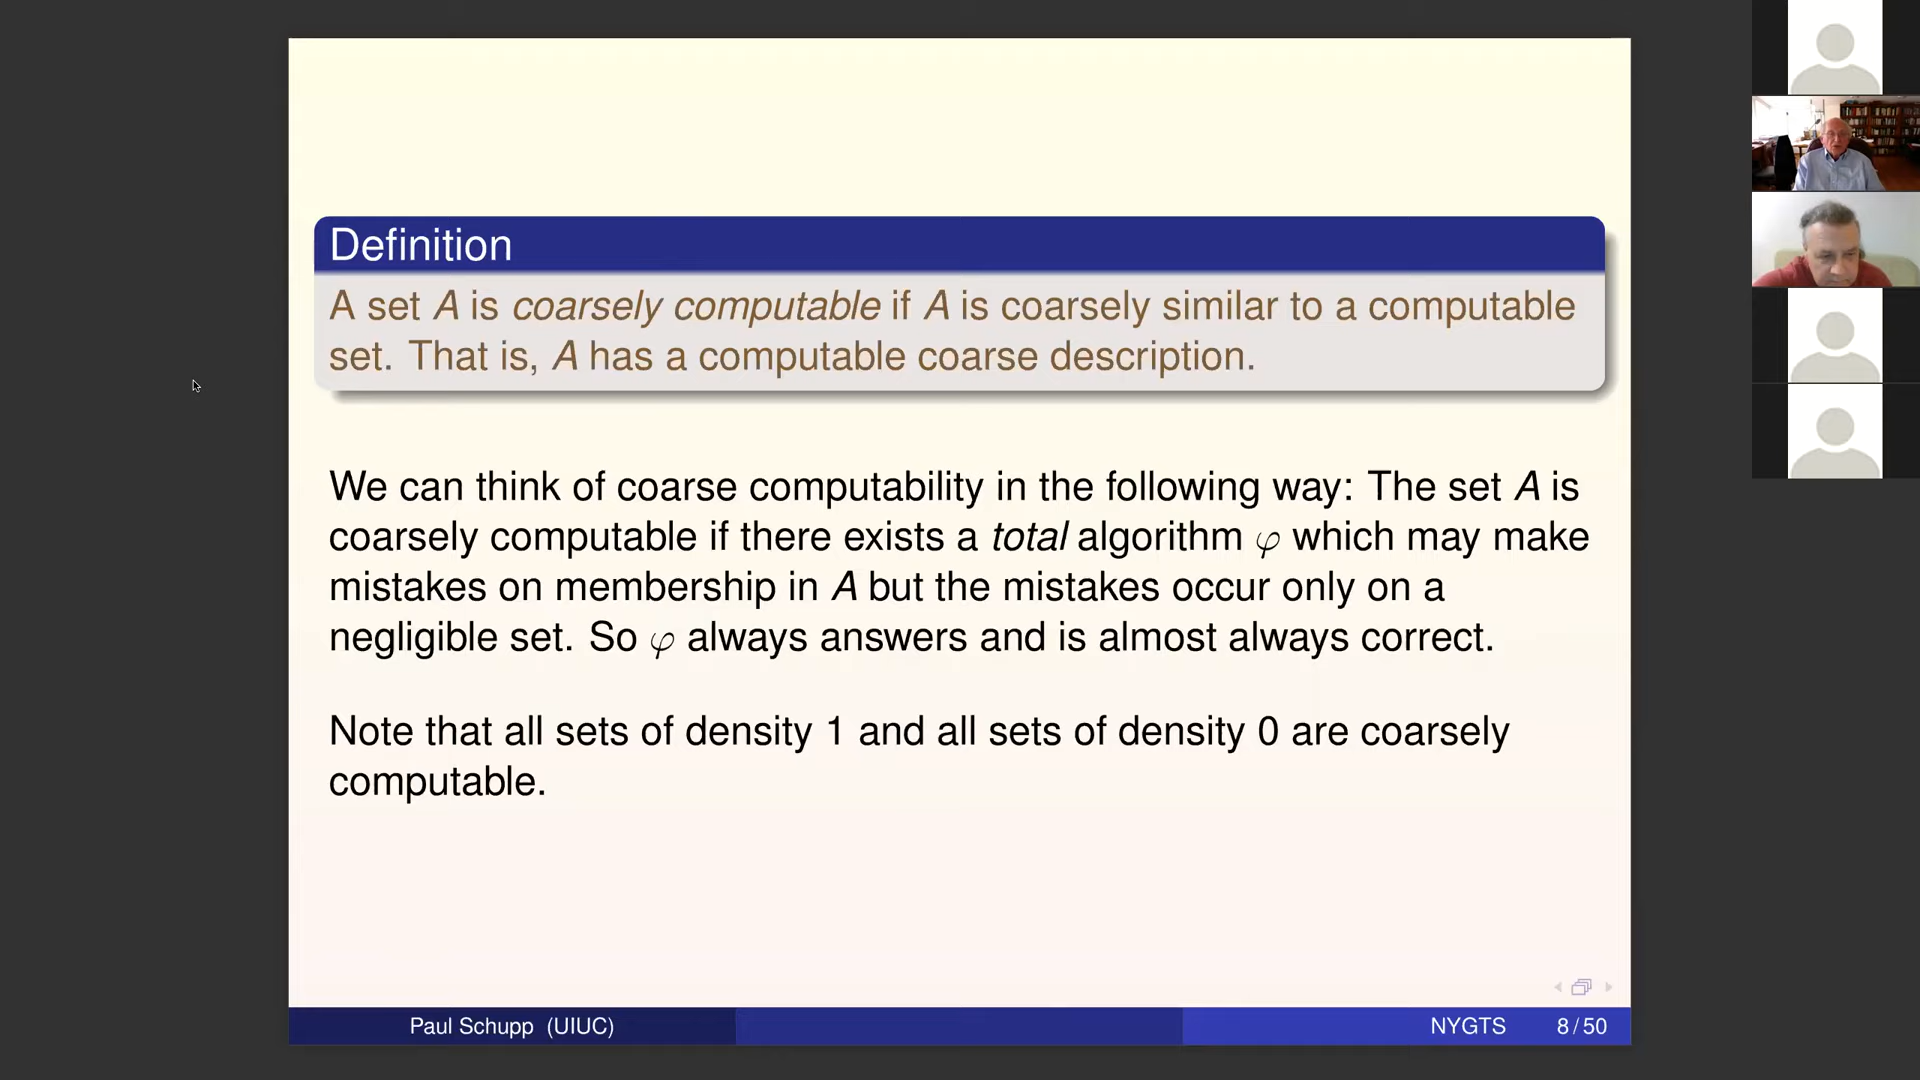 Definition
A set A is coarsely computable if A is coarsely similar to a computable
set. That is, A has a computable coarse description.
We can think of coarse computability in the following way: The set A is
coarsely computable if there exists a total algorithm φ which may make
mistakes on membership in A but the mistakes occur only on a
negligible set. So φ always answers and is almost always correct.
Note that all sets of density 1 and all sets of density 0 are coarsely
computable.
Paul Schupp (UIUC) NYGTS 8 / 50